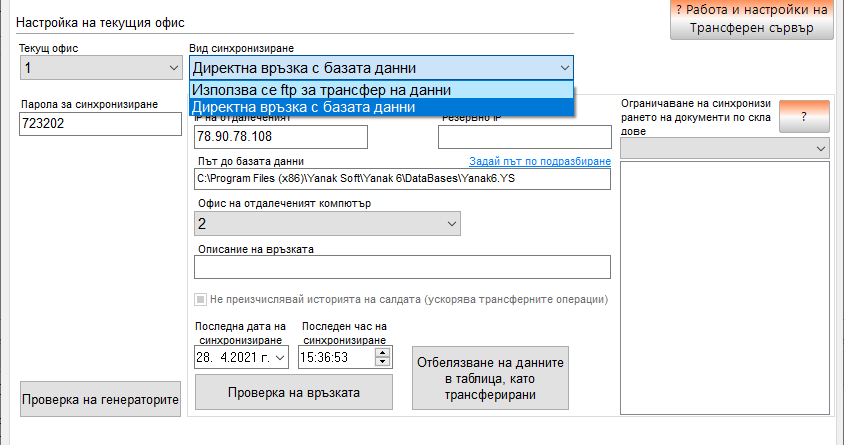 Настройка на текущия офис
? Работа и настройки на
Трансферен сървър
Текущ офис
Вид синхронизиране
1
Директна връзка с базата данни
Използва се ftp за трансфер на данни
Директна връзка с базата данни
Парола за синхронизиране
723202
IP на отдалеченият
Резервно IP
78.90.78.108
Ограничаване на синхронизи
рането на документи по скла
дове
?
Път до базата данни
Задай път по подразбиране
C:\Program Files (x86)\Yanak Soft\Yanak 6\DataBases\Yanak6.YS
Офис на отдалеченият компютър
2
Описание на връзката
Не преизчислявай историята на салдата (ускорява трансферните операции)
Последна дата на
синхронизиране
Последен час на
синхронизиране
28. 4.2021 г.
15:36:53
Отбелязване на данните
в таблица, като
трансферирани
Проверка на генераторите
Проверка на връзката